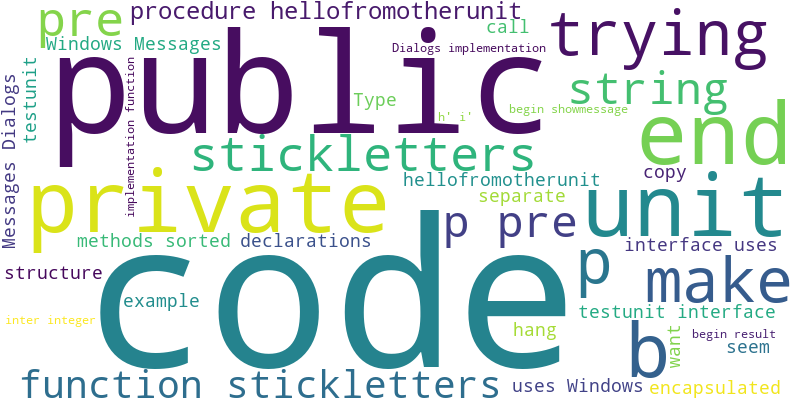 pre
procedure hellofromotherunit
call
trying
Windows Messages
Dialogs implementation
public
testunit
Messages Dialogs
implementation function
Type
string
h' i'
begin showmessage
end
stickletters
private
hellofromotherunit
copy
separate
unit
p pre
methods sorted
declarations
interface uses
code
p
structure
make
example
testunit interface
inter integer
hang
b
want
begin result
seem
function stickletters
uses Windows
encapsulated